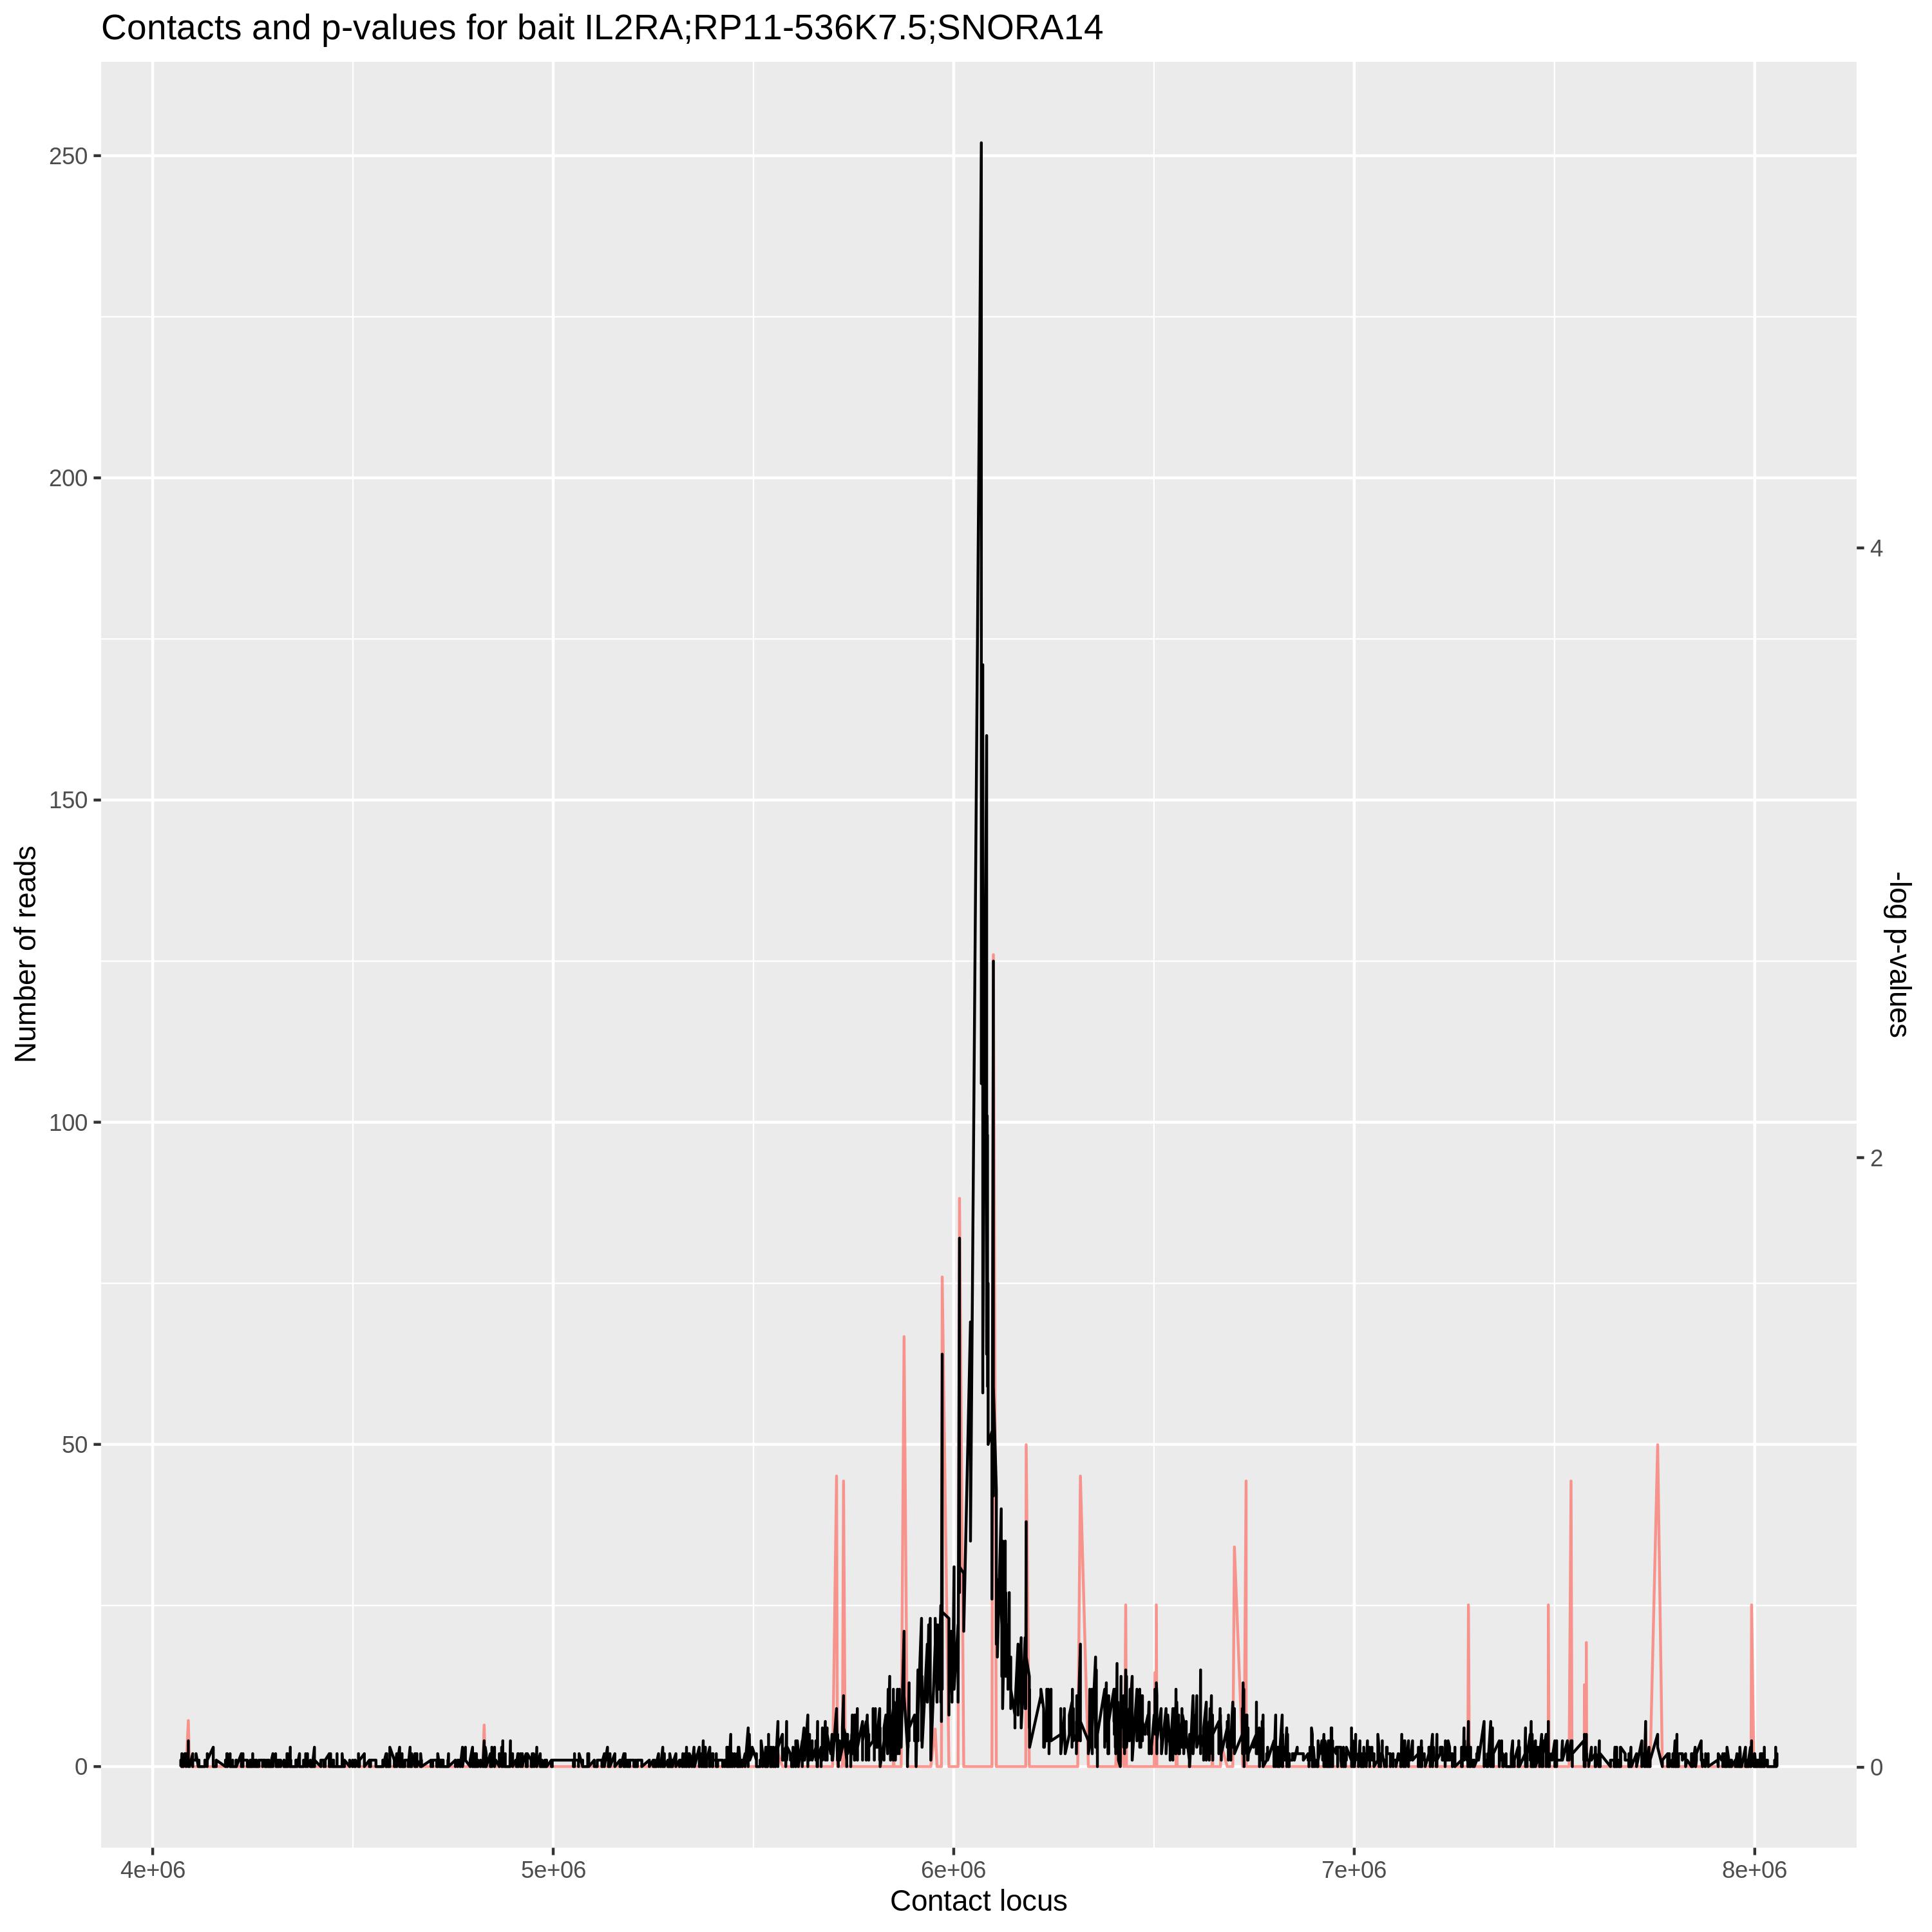 Contacts and p-values for bait IL2RA;RP11-536K7.5;SNORA14
250
200
150
100
50
0
Number of reads
4
2
0
-log p-values
4e+06
5e+06
6e+06
7e+06
8e+06
Contact locus